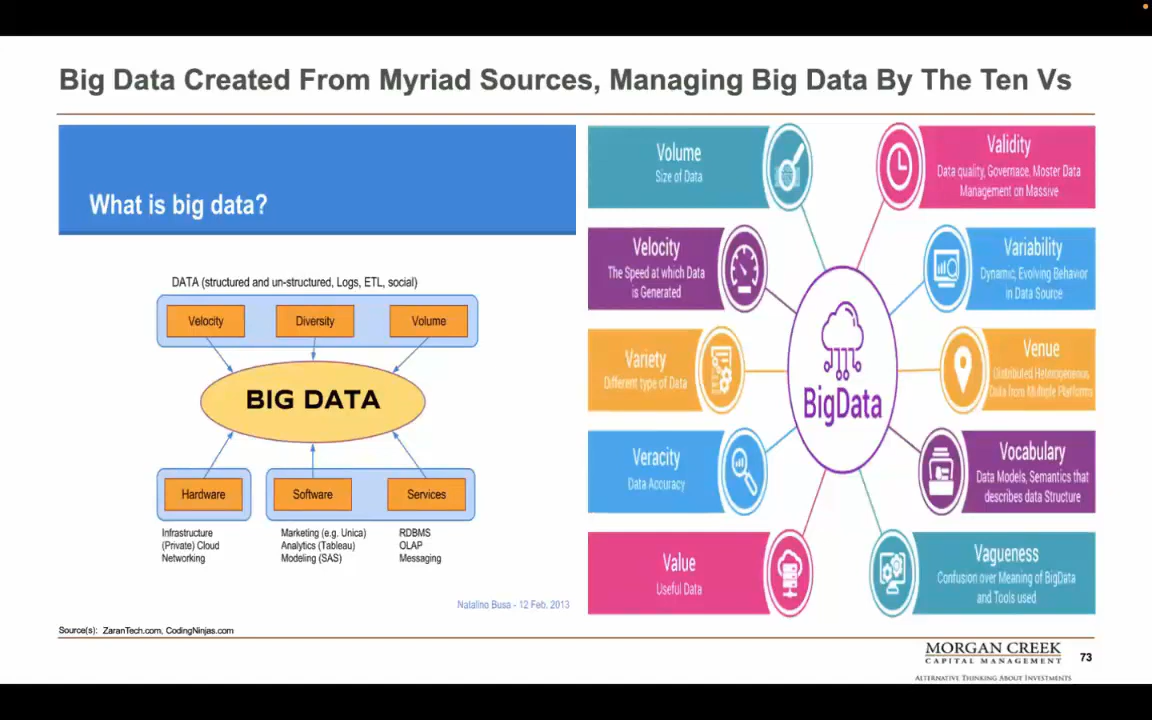 Big Data Created From Myriad Sources, Managing Big Data By The Ten Vs
What is big data?
DATA (structured and un-structured, Logs, ETL, social)
Velocity
Diversity
Volume
BIG DATA
Hardware
Software
Services
Infrastructure
(Private) Cloud
Networking
Marketing (e.g. Unica)
Analytics (Tableau)
Modeling (SAS)
RDBMS
OLAP
Messaging
Natalino Busa - 12 Feb. 2013
Volume
Size of Data
Velocity
The Speed at which Data
is Generated
Variety
Different type of Data
Veracity
Data Accuracy
Value
Useful Data
BigData
Validity
Data quality, Governace, Moster Data
Management on Massive
Variability
Dynamic, Evolving Behavior
in Data Source
Venue
Distributed Heterogeneous
Data from Multiple Platforms
Vocabulary
Data Models, Semantics that
describes data Structure
Vagueness
Confusion over Meaning of BigData
and Tools used
Source(s): ZaranTech.com, CodingNinjas.com
MORGAN CREEK
CAPITAL MANAGEMENT
ALTERNATIVE THINKING ABOUT INVESTMENTS
73